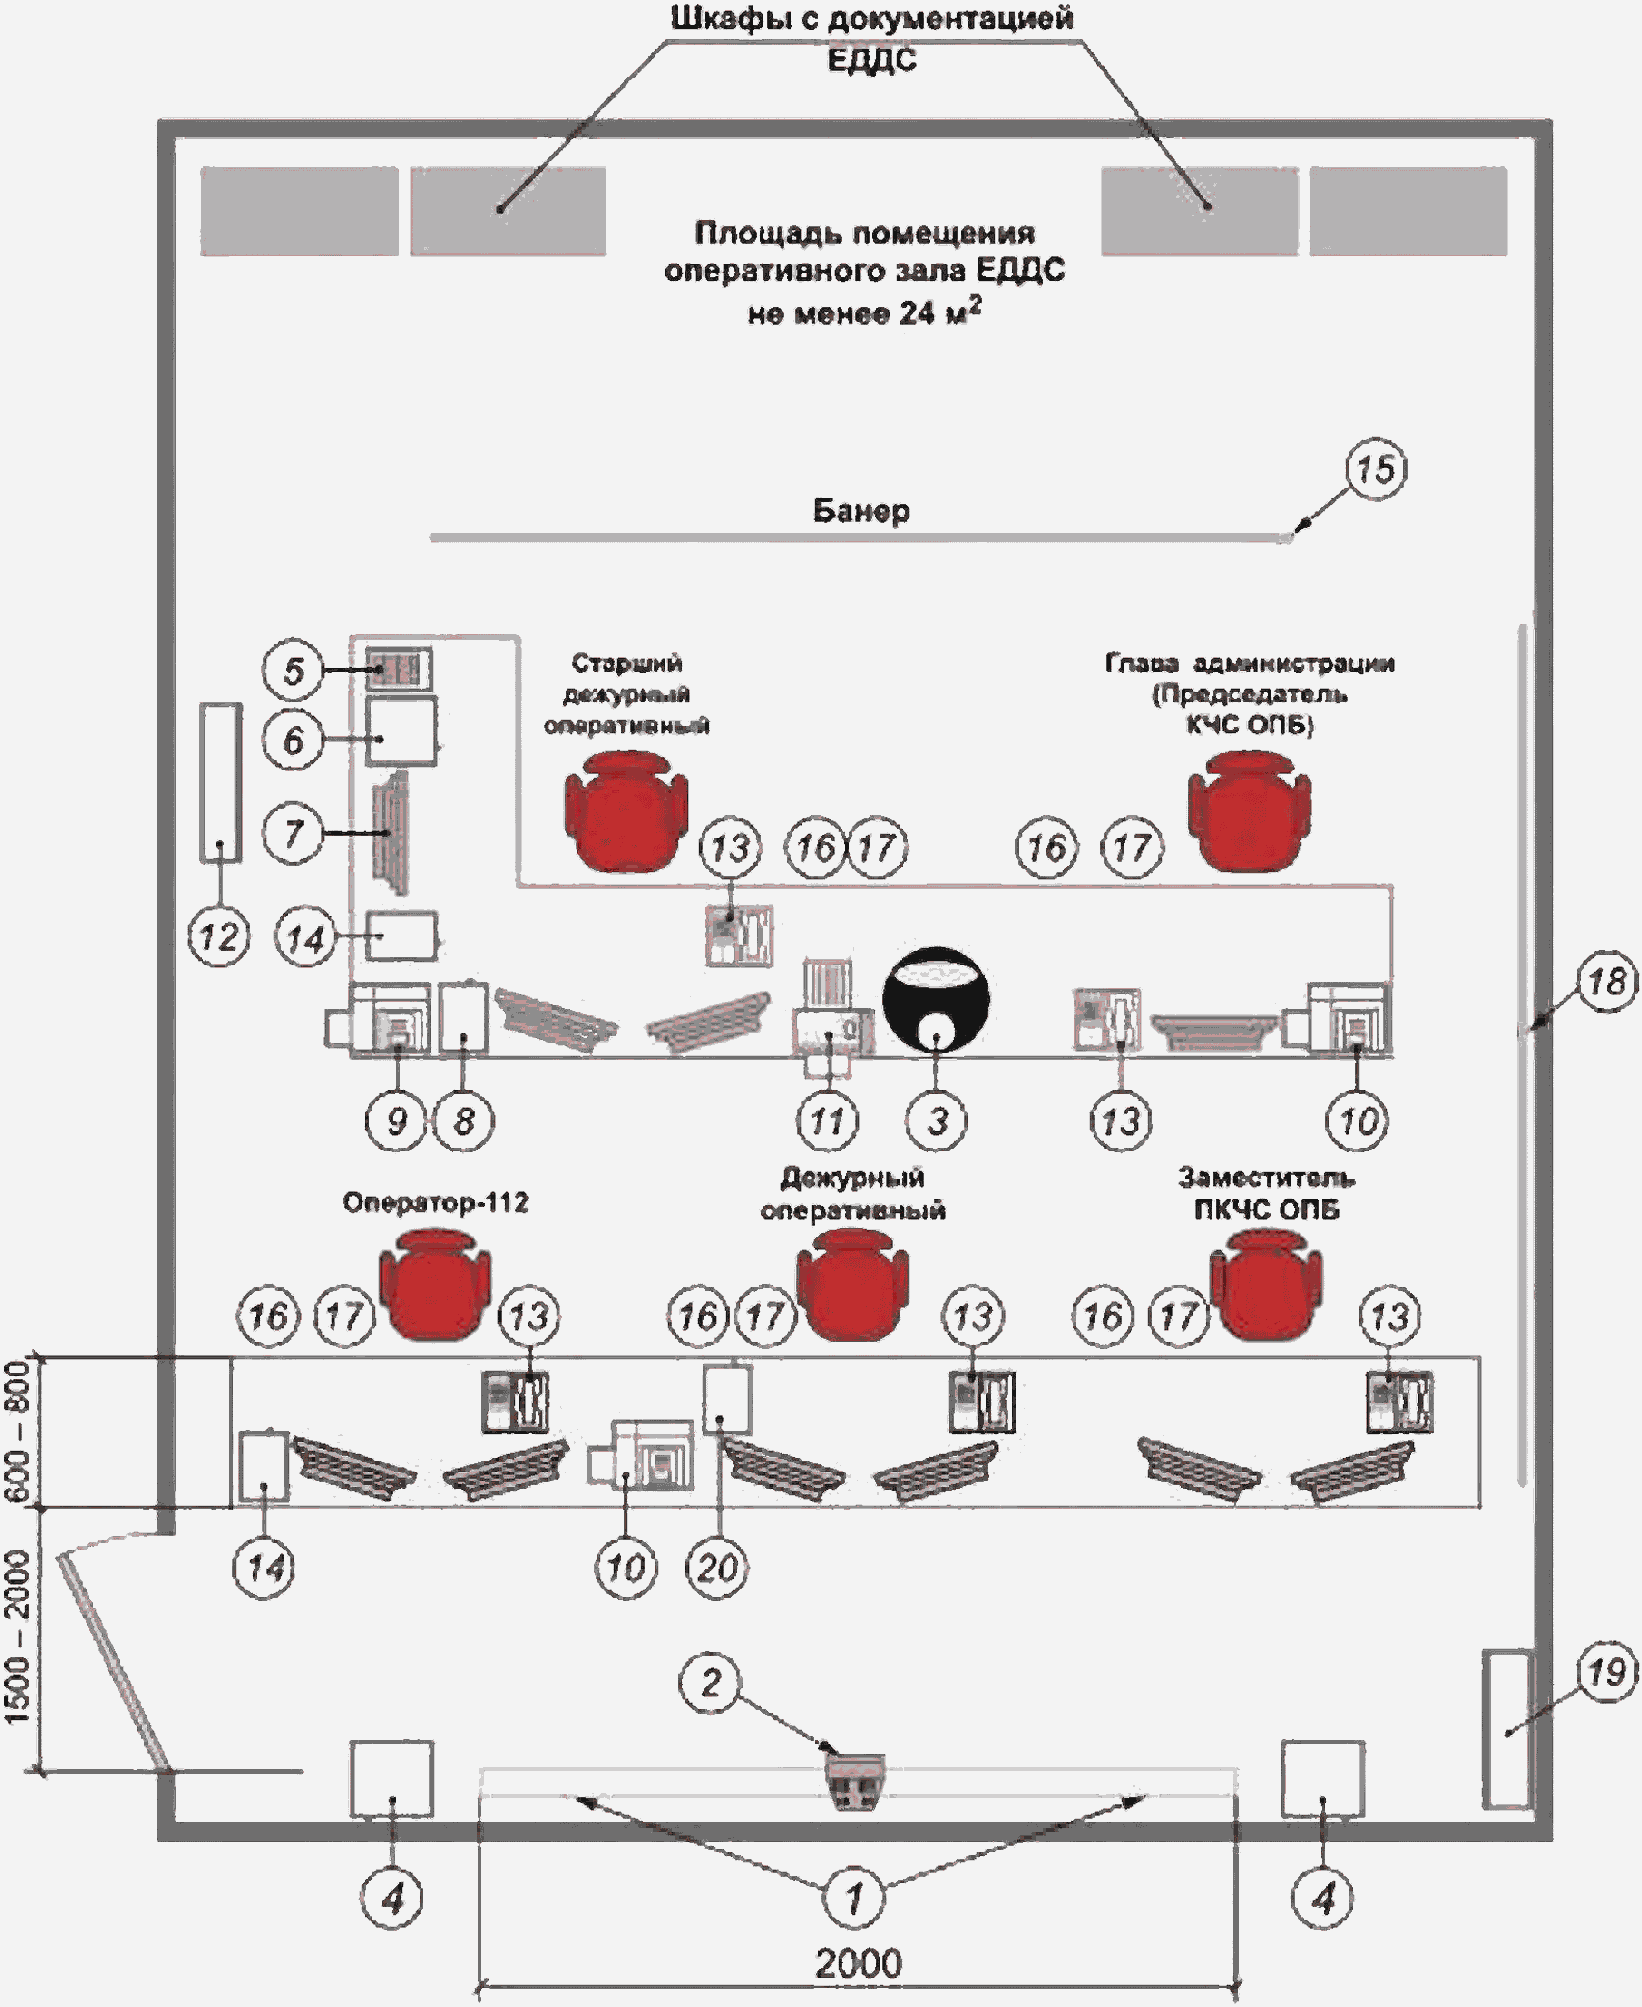 Шкафы с документацией
ЕДДС
Площадь помещения
оперативного зала ЕДДС
не менее 24 м²
15
Банер
5
Старший
дежурный
оперативный
Глава администрации
(Председатель
КЧС ОПБ)
6
7
13
16
17
16
17
12
14
18
9
8
11
3
13
10
Оператор-112
Дежурный
оперативный
Заместитель
ПКЧС ОПБ
16
17
13
16
17
13
16
17
13
600 – 800
14
10
20
1500 – 2000
2
19
4
1
4
2000